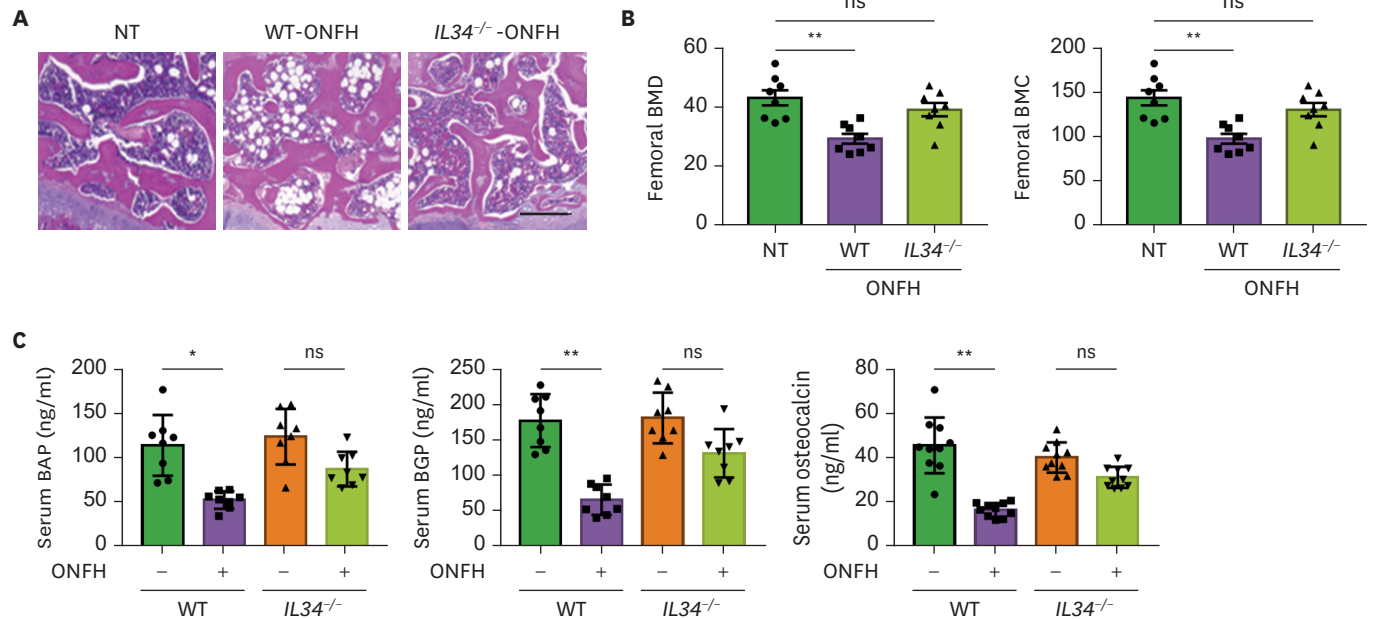 A
NT
WT-ONFH
IL34⁻/⁻ -ONFH
B
ns
**
60
40
20
0
Femoral BMD
NT
WT
IL34⁻/⁻
ONFH
ns
**
200
150
100
50
0
Femoral BMC
NT
WT
IL34⁻/⁻
ONFH
C
*
ns
200
150
100
50
0
Serum BAP (ng/ml)
ONFH
− + − +
WT
IL34⁻/⁻
**
ns
250
200
150
100
50
0
Serum BGP (ng/ml)
− + − +
WT
IL34⁻/⁻
**
ns
80
60
40
20
0
Serum osteocalcin
(ng/ml)
ONFH
− + − +
WT
IL34⁻/⁻